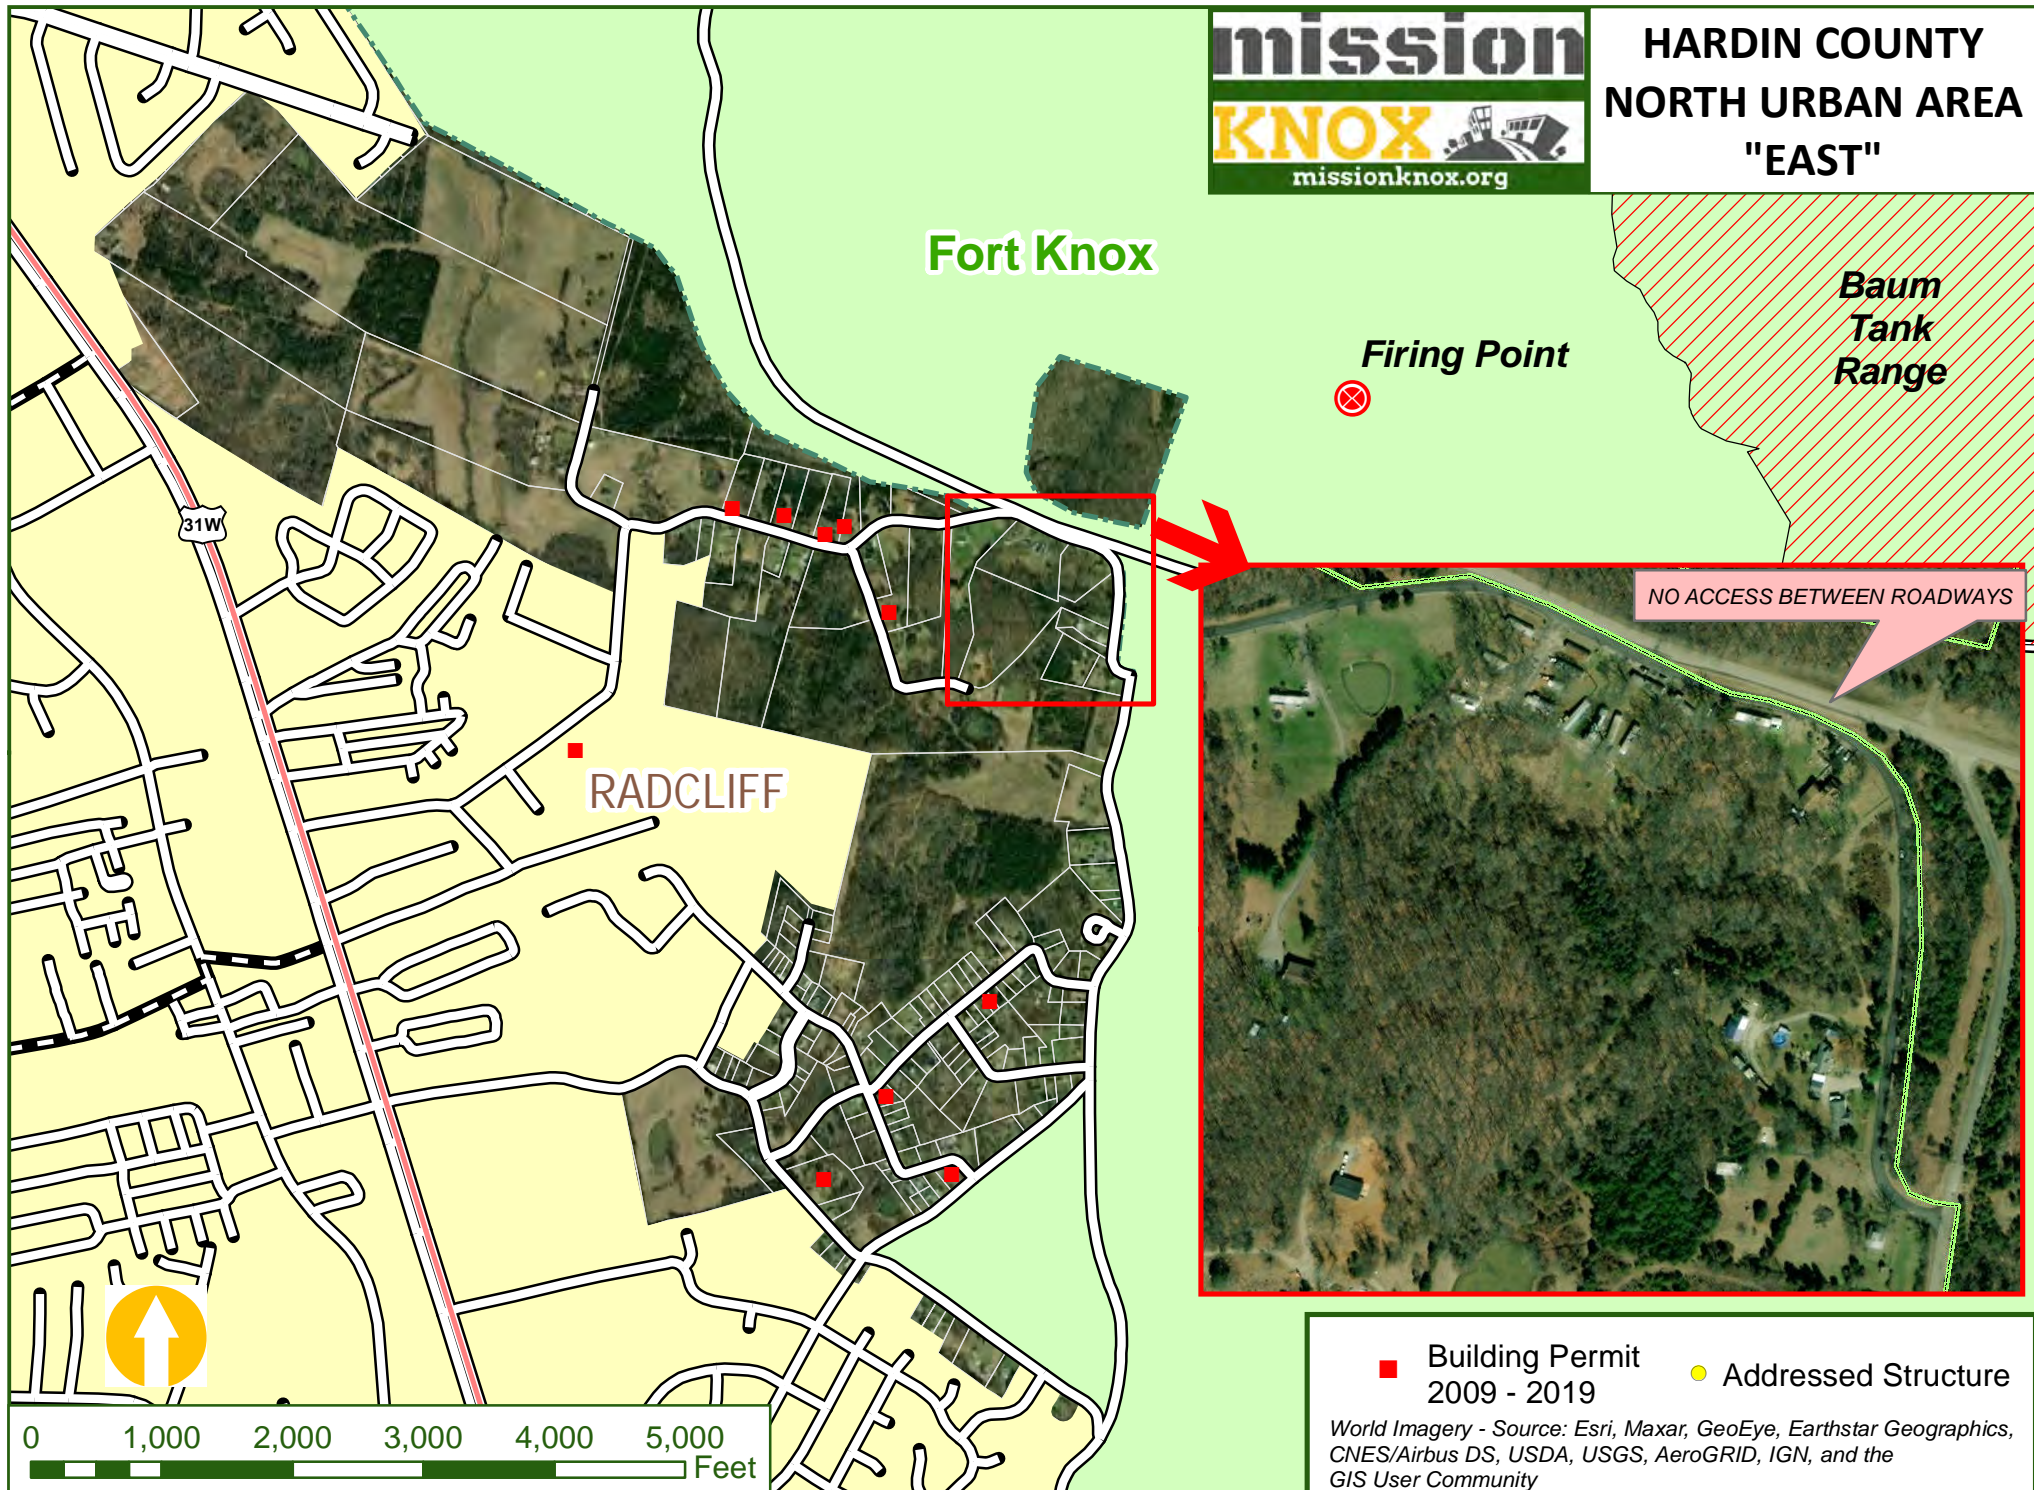 mission
KNOX
missionknox.org
HARDIN COUNTY
NORTH URBAN AREA
"EAST"
Fort Knox
Baum
Tank
Range
Firing Point
31W
NO ACCESS BETWEEN ROADWAYS
RADCLIFF
Building Permit
2009 - 2019
Addressed Structure
World Imagery - Source: Esri, Maxar, GeoEye, Earthstar Geographics,
CNES/Airbus DS, USDA, USGS, AeroGRID, IGN, and the
GIS User Community
0 1,000 2,000 3,000 4,000 5,000
Feet